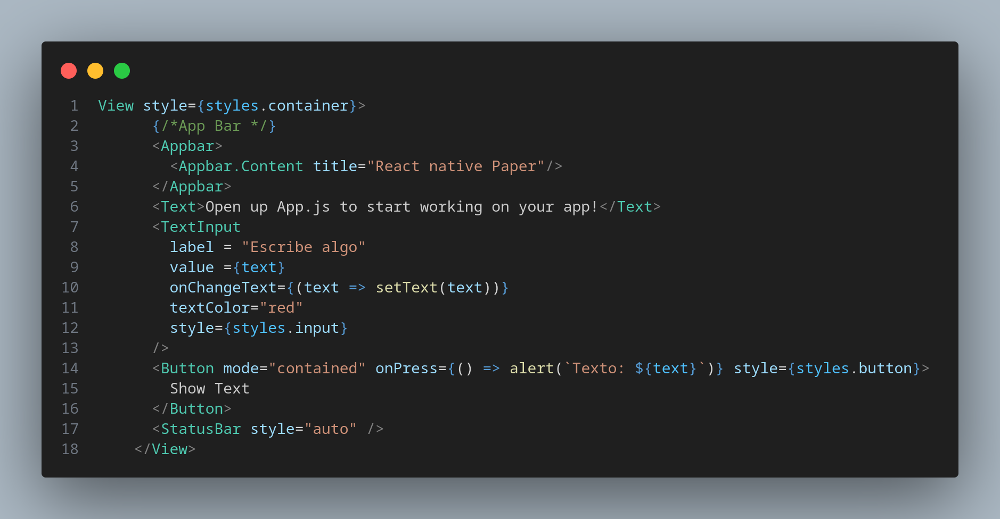 1 View style={styles.container}>
2 {/*App Bar */}
3 <Appbar>
4 <Appbar.Content title="React native Paper"/>
5 </Appbar>
6 <Text>Open up App.js to start working on your app!</Text>
7 <TextInput
8 label = "Escribe algo"
9 value ={text}
10 onChangeText={(text => setText(text))}
11 textColor="red"
12 style={styles.input}
13 />
14 <Button mode="contained" onPress={() => alert(`Texto: ${text}`)} style={styles.button}>
15 Show Text
16 </Button>
17 <StatusBar style="auto" />
18 </View>